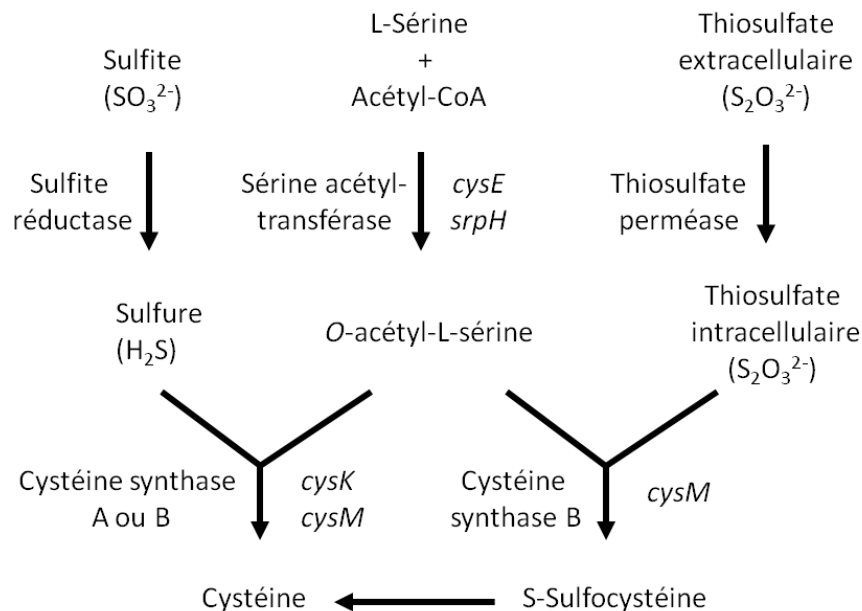 Sulfite
(SO₃²⁻)
L-Sérine
+
Acétyl-CoA
Thiosulfate
extracellulaire
(S₂O₃²⁻)
Sulfite
réductase
Sérine acétyl-
transférase
cysE
srpH
Thiosulfate
perméase
Sulfure
(H₂S)
O-acétyl-L-sérine
Thiosulfate
intracellulaire
(S₂O₃²⁻)
Cystéine synthase
A ou B
cysK
cysM
Cystéine
synthase B
cysM
Cystéine
S-Sulfocystéine